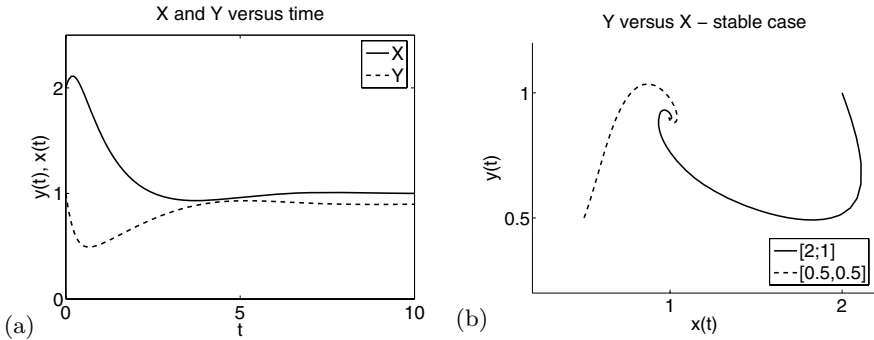 X and Y versus time
X
Y
2
1
0
y(t), x(t)
0
5
10
t
(a)
Y versus X − stable case
1
0.5
y(t)
[2;1]
[0.5,0.5]
1
2
x(t)
(b)